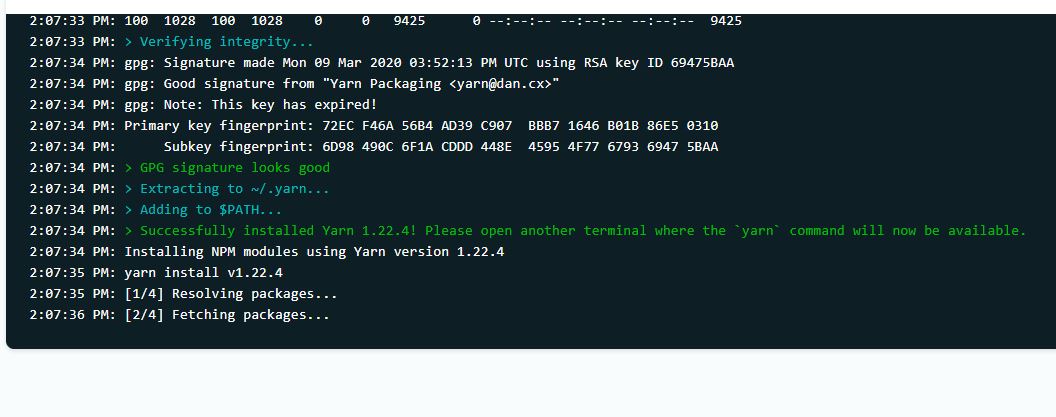 2:07:33 PM: 100  1028  100  1028    0     0   9425      0 --:--:-- --:--:-- --:--:--  9425
2:07:33 PM: > Verifying integrity...
2:07:34 PM: gpg: Signature made Mon 09 Mar 2020 03:52:13 PM UTC using RSA key ID 69475BAA
2:07:34 PM: gpg: Good signature from "Yarn Packaging <yarn@dan.cx>"
2:07:34 PM: gpg: Note: This key has expired!
2:07:34 PM: Primary key fingerprint: 72EC F46A 56B4 AD39 C907  BBB7 1646 B01B 86E5 0310
2:07:34 PM:      Subkey fingerprint: 6D98 490C 6F1A CDDD 448E  4595 4F77 6793 6947 5BAA
2:07:34 PM: > GPG signature looks good
2:07:34 PM: > Extracting to ~/.yarn...
2:07:34 PM: > Adding to $PATH...
2:07:34 PM: > Successfully installed Yarn 1.22.4! Please open another terminal where the `yarn` command will now be available.
2:07:34 PM: Installing NPM modules using Yarn version 1.22.4
2:07:35 PM: yarn install v1.22.4
2:07:35 PM: [1/4] Resolving packages...
2:07:36 PM: [2/4] Fetching packages...